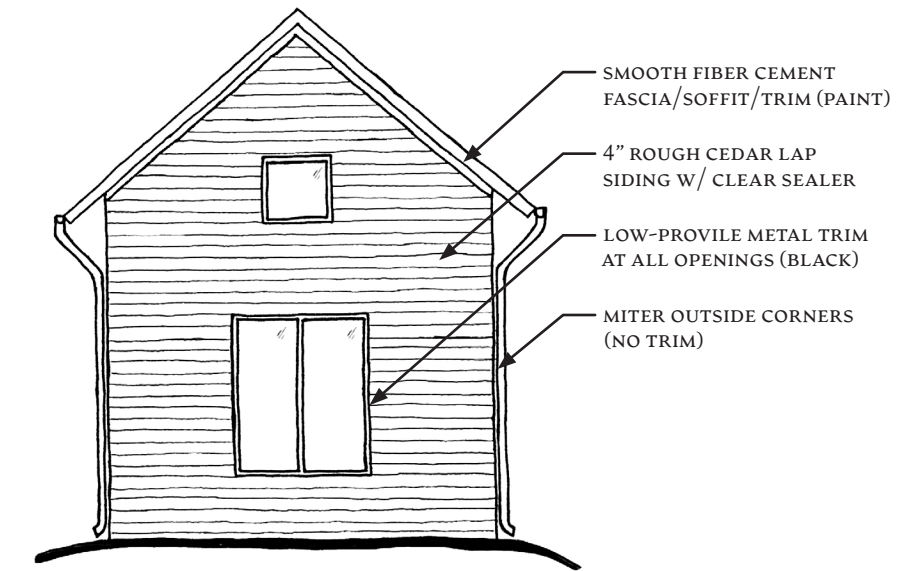 SMOOTH FIBER CEMENT
FASCIA/SOFFIT/TRIM (PAINT)
4" ROUGH CEDAR LAP
SIDING W/ CLEAR SEALER
LOW-PROVILE METAL TRIM
AT ALL OPENINGS (BLACK)
MITER OUTSIDE CORNERS
(NO TRIM)